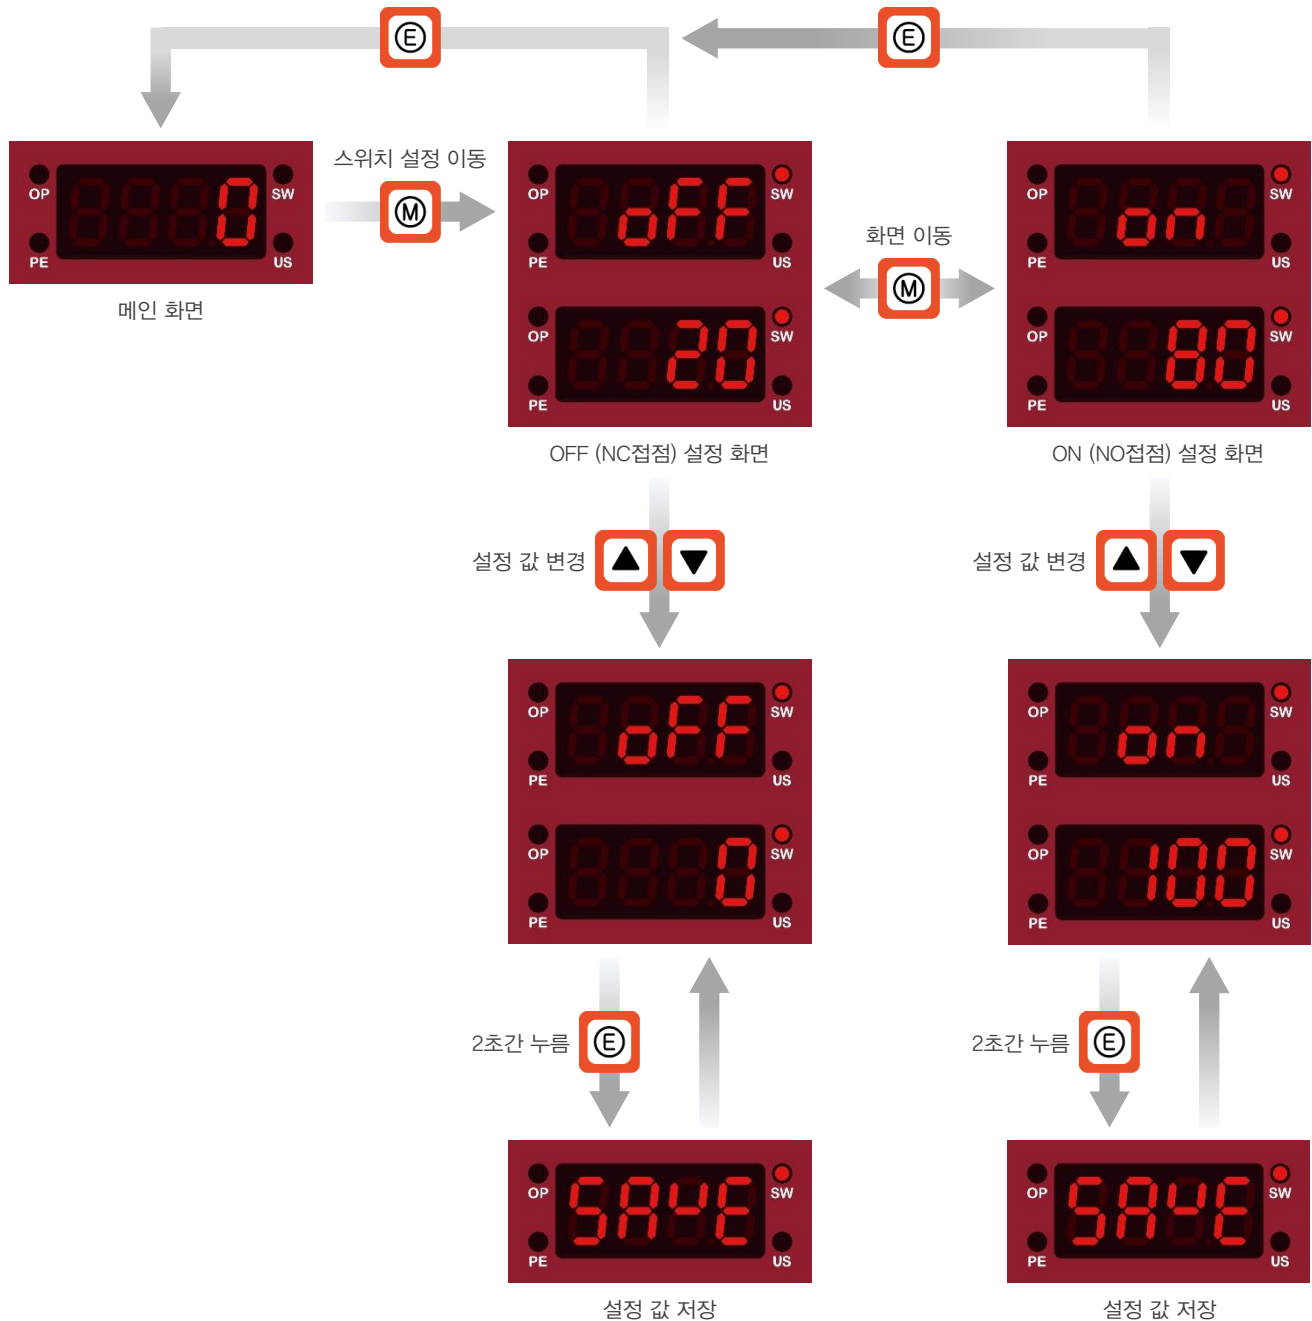 E
E
스위치 설정 이동
M
OP
SW
0
PE
US
메인 화면
OP
SW
oFF
PE
US
OP
SW
20
PE
US
OFF (NC접점) 설정 화면
화면 이동
M
OP
SW
on
PE
US
OP
SW
80
PE
US
ON (NO접점) 설정 화면
설정 값 변경 ▲ ▼
설정 값 변경 ▲ ▼
OP
SW
oFF
PE
US
OP
SW
0
PE
US
OP
SW
on
PE
US
OP
SW
100
PE
US
2초간 누름 E
2초간 누름 E
OP
SW
SAVE
PE
US
설정 값 저장
OP
SW
SAVE
PE
US
설정 값 저장